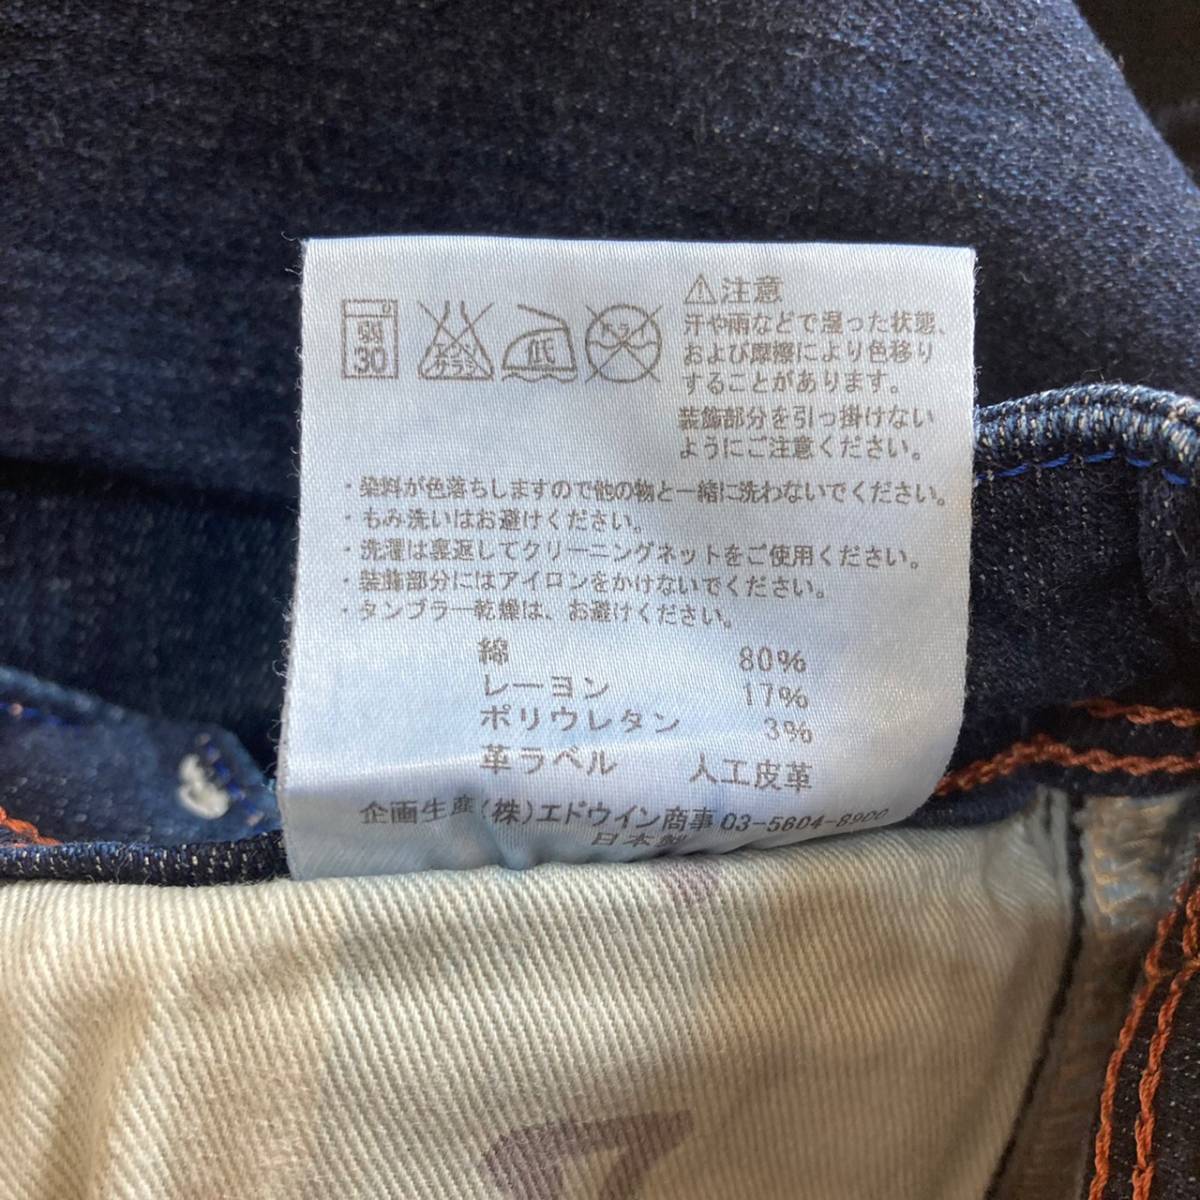 弱
30
エンソ
サラシ
低
ドライ
⚠注意
汗や雨などで湿った状態、
および摩擦により色移り
することがあります。
装飾部分を引っ掛けない
ようにご注意ください。
・染料が色落ちしますので他の物と一緒に洗わないでください。
・もみ洗いはお避けください。
・洗濯は裏返してクリーニングネットをご使用ください。
・装飾部分にはアイロンをかけないでください。
・タンブラー乾燥は、お避けください。
綿 80%
レーヨン 17%
ポリウレタン 3%
革ラベル 人工皮革
企画生産(株)エドウイン商事 03-5604-8900
日本製